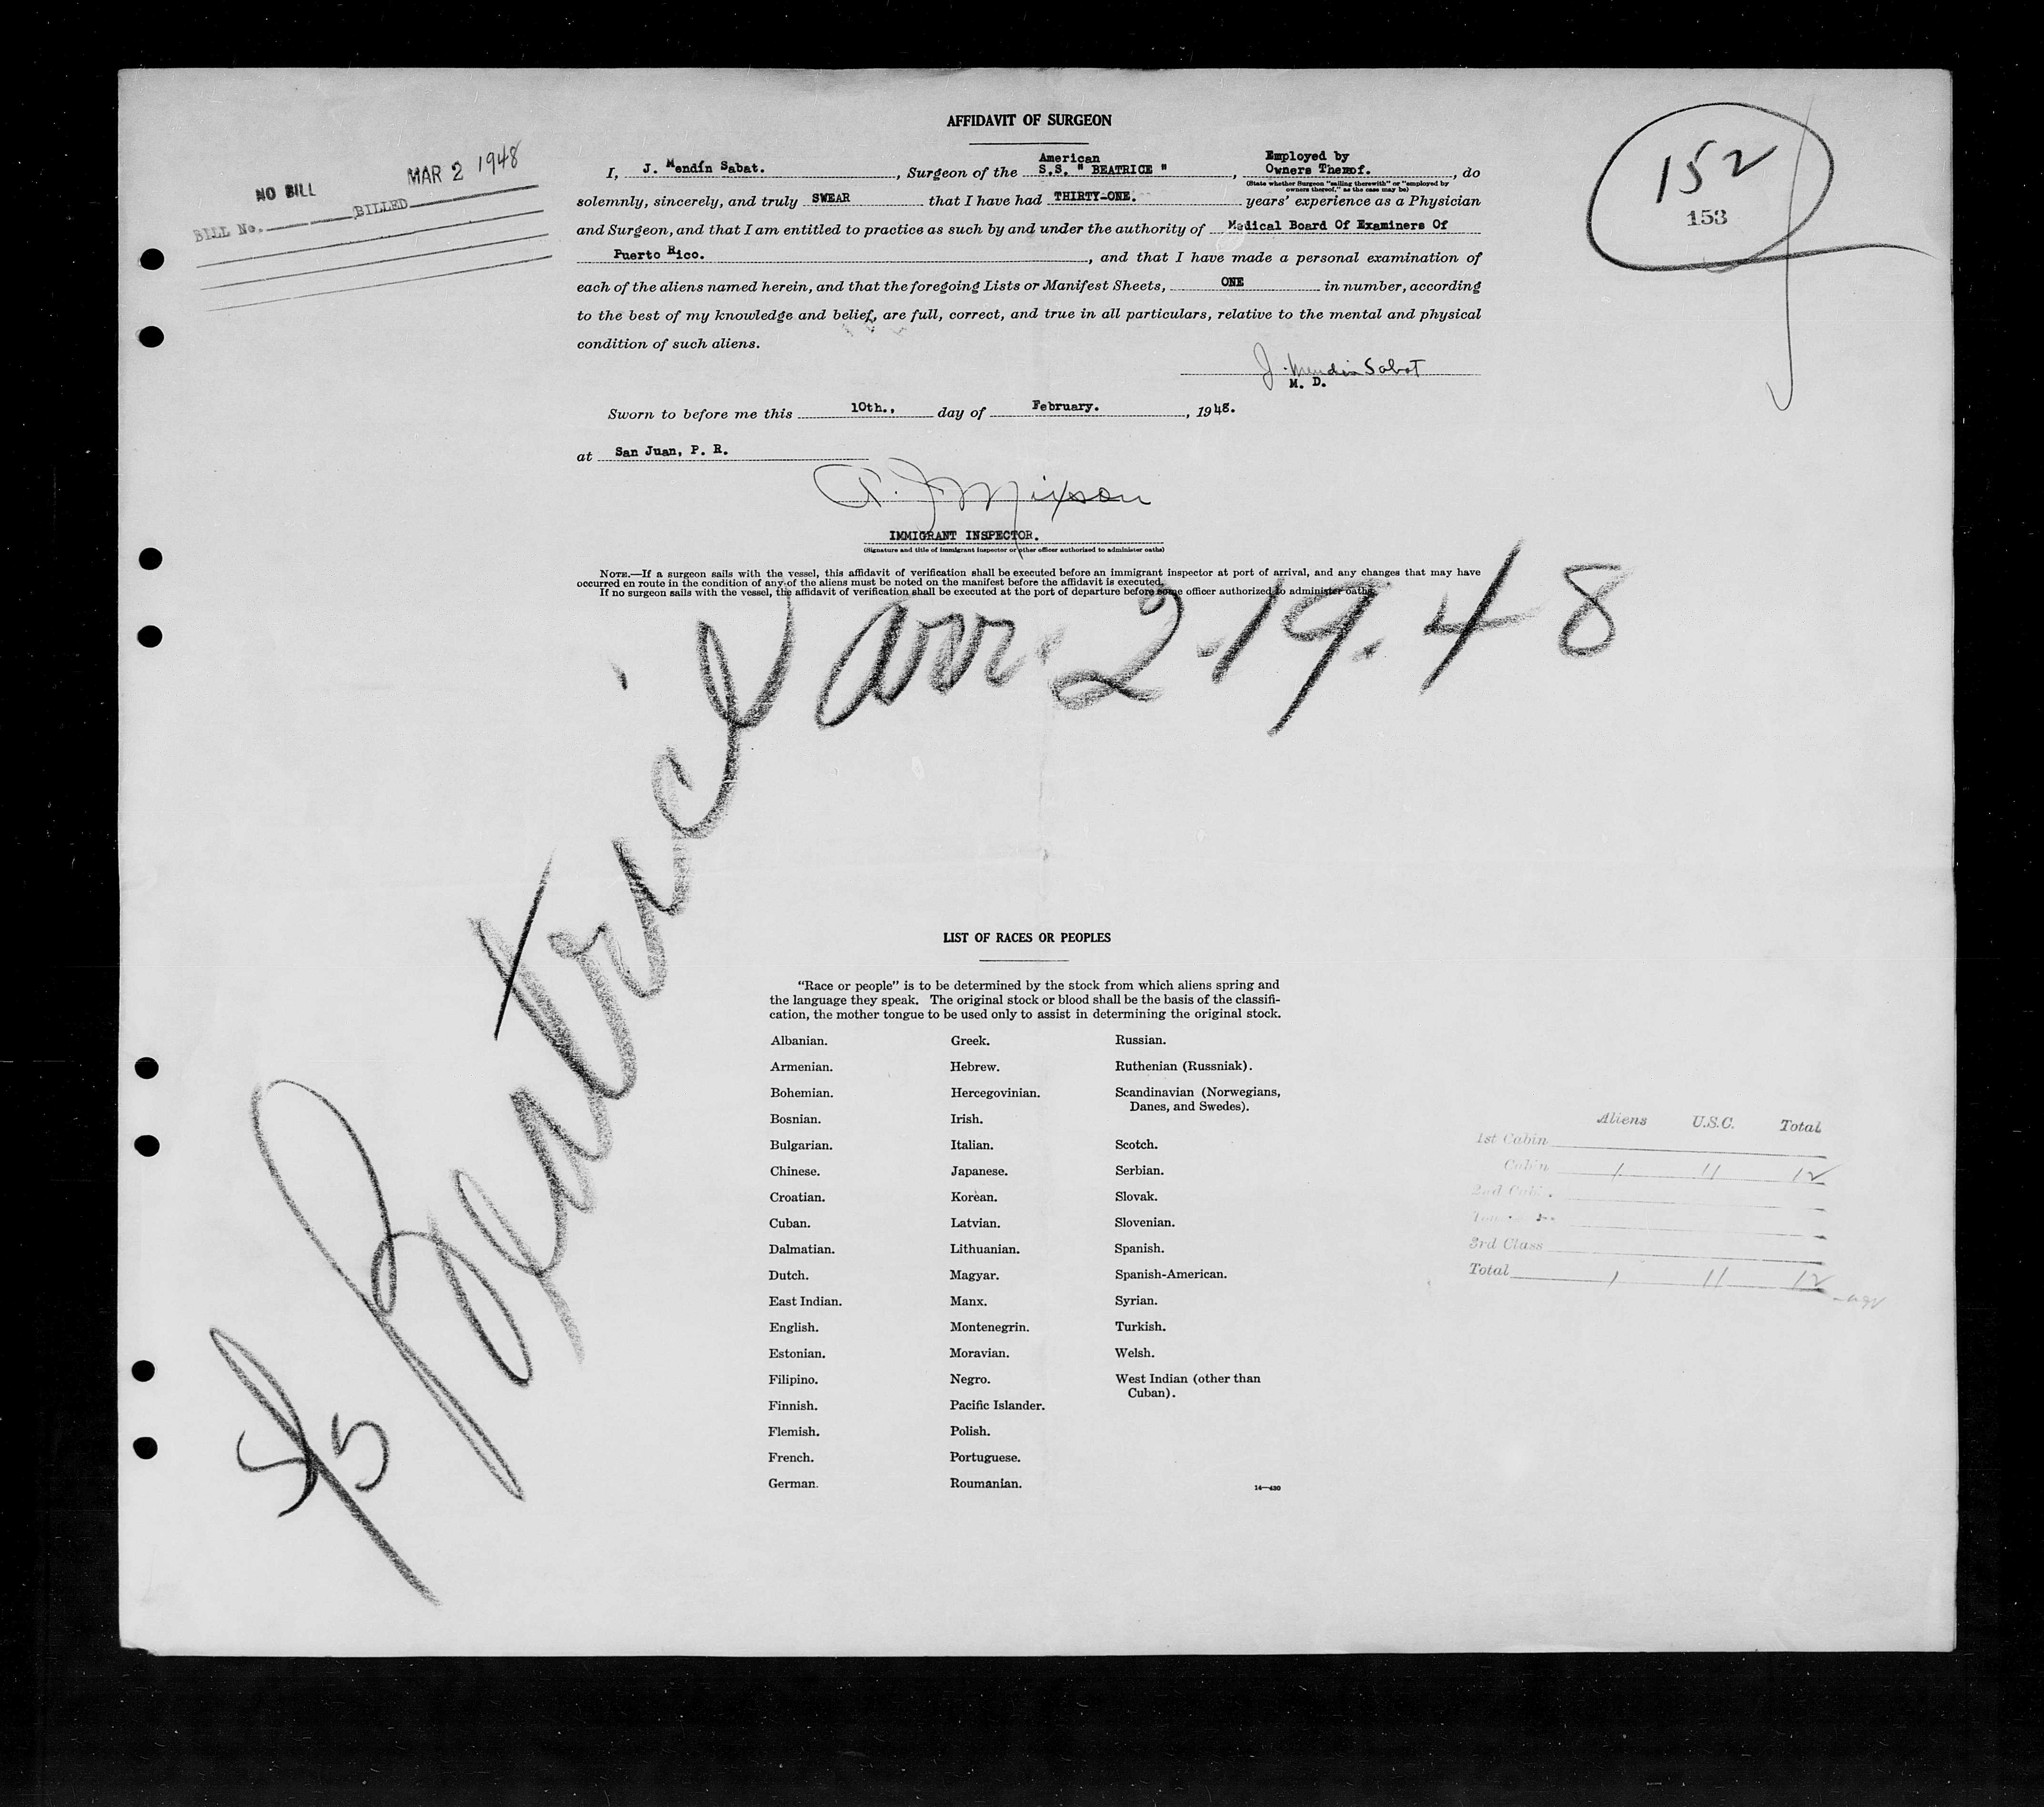 AFFIDAVIT OF SURGEON
I, J. Mendín Sabat. , Surgeon of the American S.S. " BEATRICE " , Employed by Owners Thereof. , do
(State whether Surgeon "sailing therewith" or "employed by owners thereof," as the case may be)
solemnly, sincerely, and truly SWEAR that I have had THIRTY-ONE. years' experience as a Physician
and Surgeon, and that I am entitled to practice as such by and under the authority of Medical Board Of Examiners Of
Puerto Rico. , and that I have made a personal examination of
each of the aliens named herein, and that the foregoing Lists or Manifest Sheets, ONE in number, according
to the best of my knowledge and belief, are full, correct, and true in all particulars, relative to the mental and physical
condition of such aliens.
J. Mendin Sabat
M. D.
Sworn to before me this 10th., day of February. , 1948.
at San Juan, P. R.
A. J. Mixson
IMMIGRANT INSPECTOR.
(Signature and title of immigrant inspector or other officer authorized to administer oaths)
NOTE.—If a surgeon sails with the vessel, this affidavit of verification shall be executed before an immigrant inspector at port of arrival, and any changes that may have
occurred en route in the condition of any of the aliens must be noted on the manifest before the affidavit is executed.
If no surgeon sails with the vessel, the affidavit of verification shall be executed at the port of departure before some officer authorized to administer oaths.
NO BILL MAR 2 1948
BILL No. BILLED
152
153
S/S Beatrice arr. 2-19-48
LIST OF RACES OR PEOPLES
"Race or people" is to be determined by the stock from which aliens spring and
the language they speak. The original stock or blood shall be the basis of the classifi-
cation, the mother tongue to be used only to assist in determining the original stock.
Albanian.
Armenian.
Bohemian.
Bosnian.
Bulgarian.
Chinese.
Croatian.
Cuban.
Dalmatian.
Dutch.
East Indian.
English.
Estonian.
Filipino.
Finnish.
Flemish.
French.
German.
Greek.
Hebrew.
Hercegovinian.
Irish.
Italian.
Japanese.
Korean.
Latvian.
Lithuanian.
Magyar.
Manx.
Montenegrin.
Moravian.
Negro.
Pacific Islander.
Polish.
Portuguese.
Roumanian.
Russian.
Ruthenian (Russniak).
Scandinavian (Norwegians,
Danes, and Swedes).
Scotch.
Serbian.
Slovak.
Slovenian.
Spanish.
Spanish-American.
Syrian.
Turkish.
Welsh.
West Indian (other than
Cuban).
14—430
Aliens U.S.C. Total
1st Cabin
Cabin 1 11 12
2nd Cabin
3rd Class
Total 1 11 12